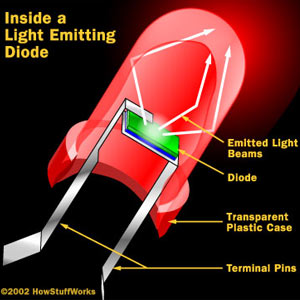 Inside a
Light Emitting
Diode
Emitted Light
Beams
Diode
Transparent
Plastic Case
Terminal Pins
©2002 HowStuffWorks